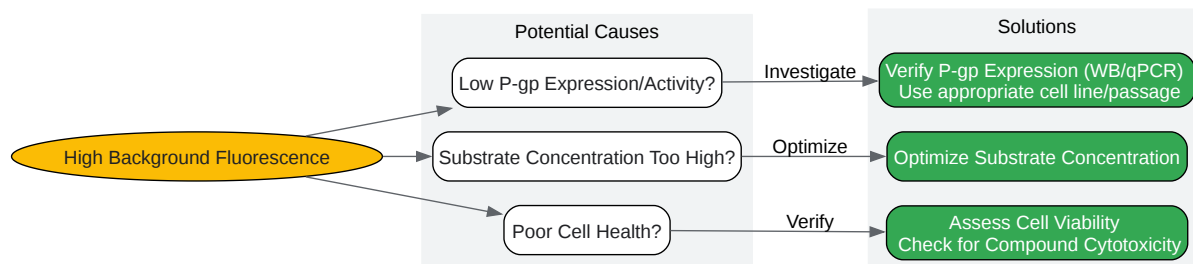 Potential Causes
Solutions
High Background Fluorescence
Low P-gp Expression/Activity?
Investigate
Verify P-gp Expression (WB/qPCR)
Use appropriate cell line/passage
Substrate Concentration Too High?
Optimize
Optimize Substrate Concentration
Poor Cell Health?
Verify
Assess Cell Viability
Check for Compound Cytotoxicity